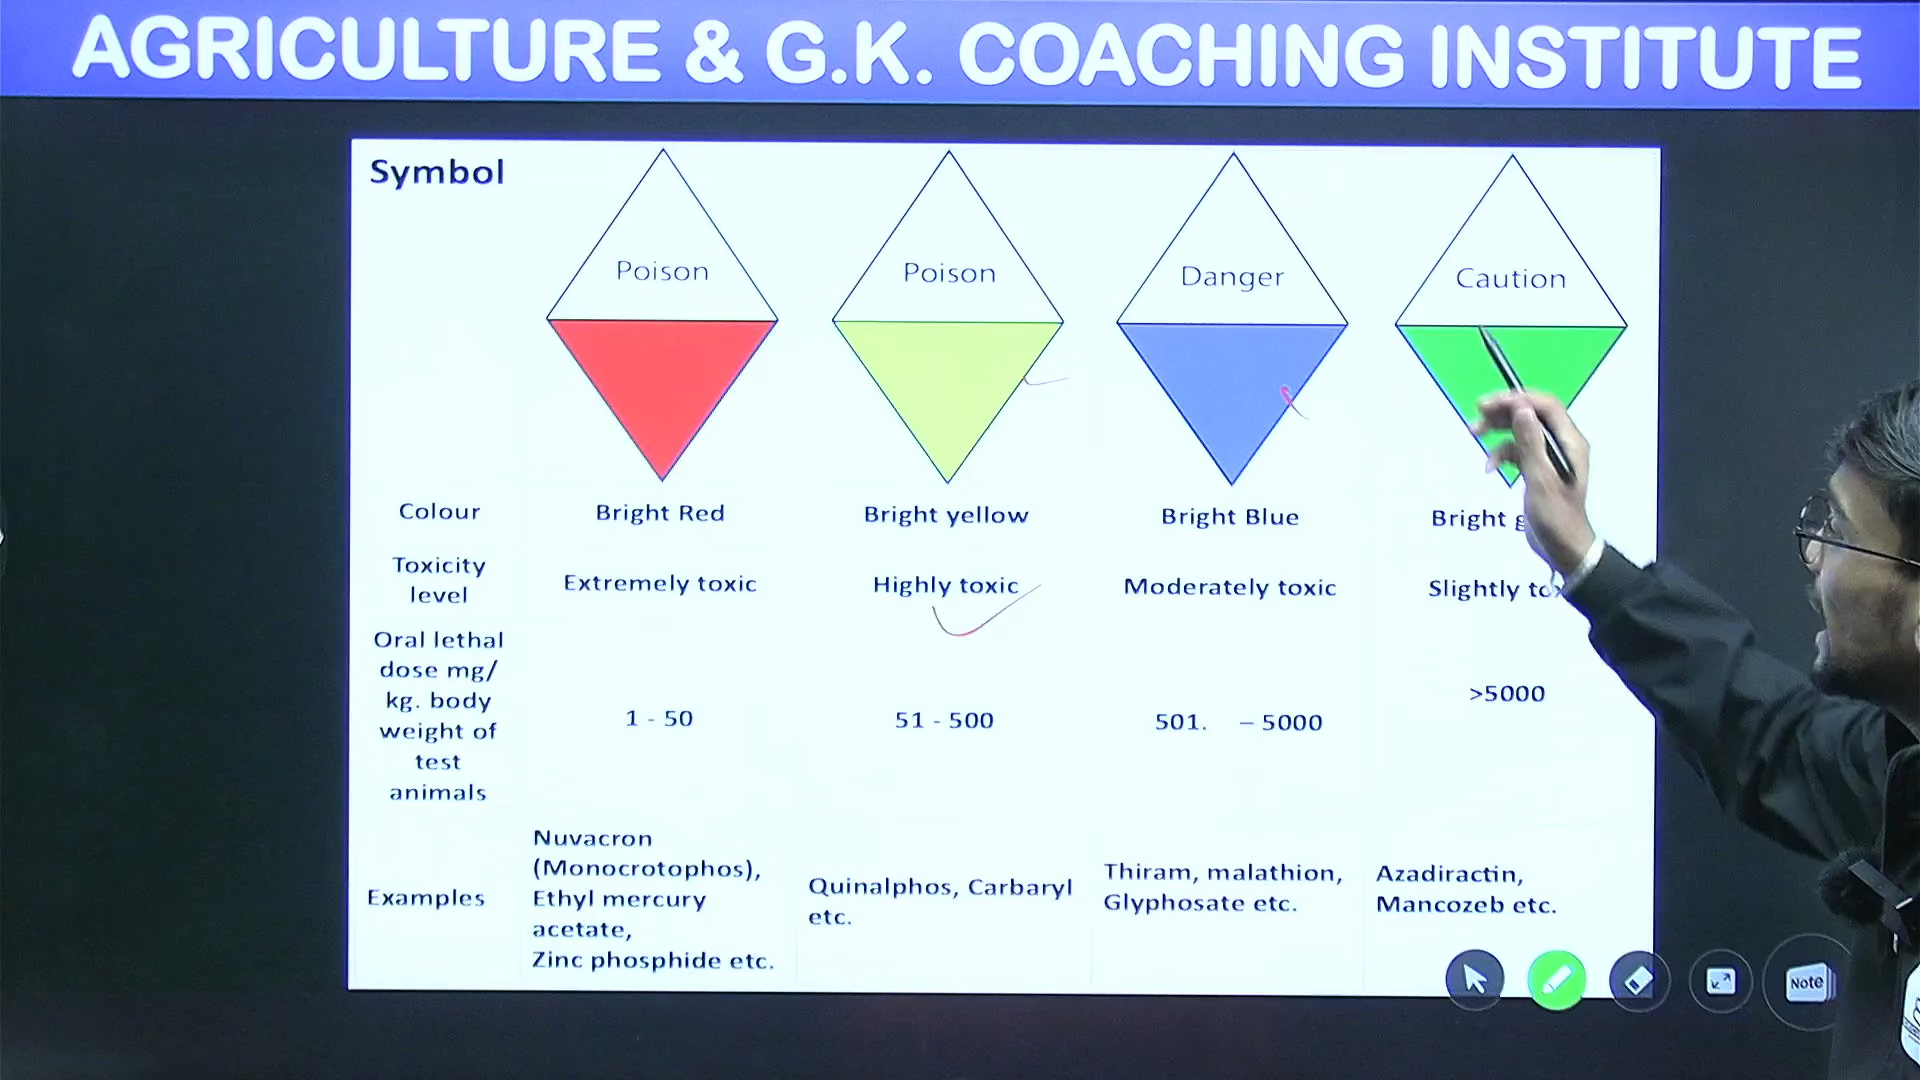 AGRICULTURE & G.K. COACHING INSTITUTE
Symbol
Poison
Poison
Danger
Caution
Colour
Bright Red
Bright yellow
Bright Blue
Bright
Toxicity
level
Extremely toxic
Highly toxic
Moderately toxic
Slightly
Oral lethal
dose mg/
kg. body
weight of
test
animals
1 - 50
51 - 500
501. – 5000
>5000
Examples
Nuvacron
(Monocrotophos),
Ethyl mercury
acetate,
Zinc phosphide etc.
Quinalphos, Carbaryl
etc.
Thiram, malathion,
Glyphosate etc.
Azadiractin,
Mancozeb etc.
Note